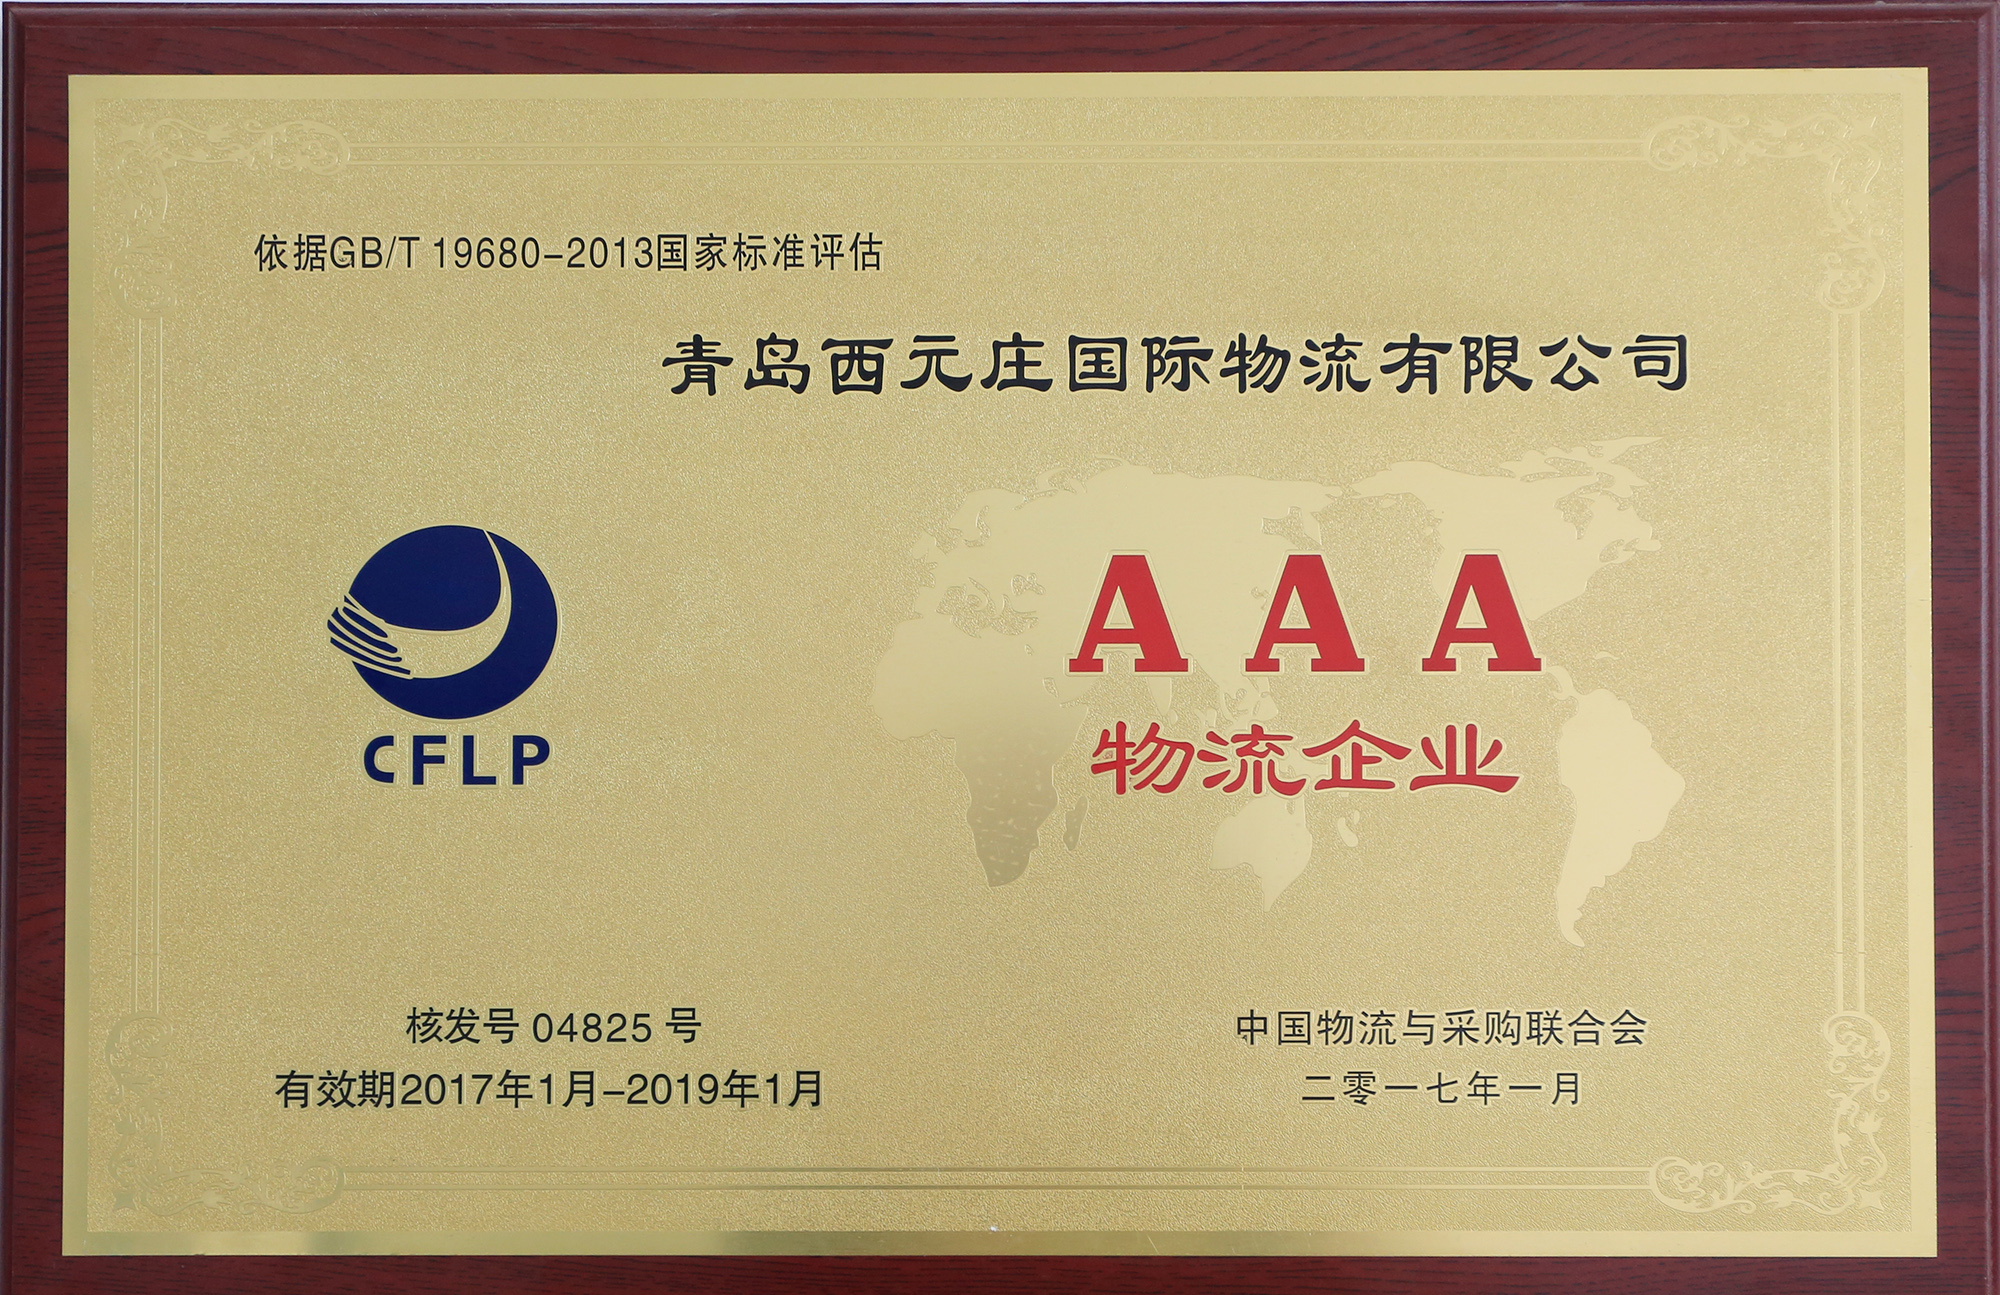 依据GB/T 19680-2013国家标准评估
青岛西元庄国际物流有限公司
A A A
物流企业
CFLP
核发号 04825 号
有效期2017年1月-2019年1月
中国物流与采购联合会
二零一七年一月